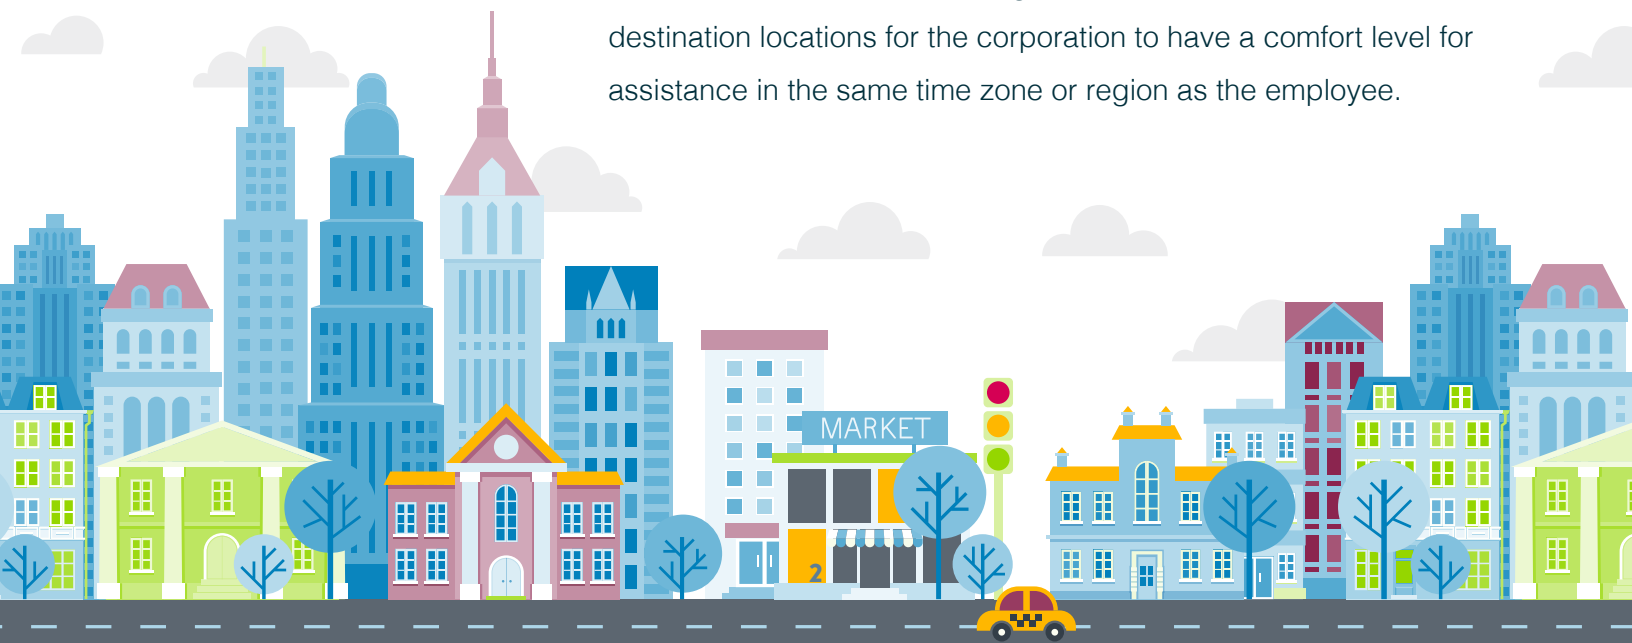 destination locations for the corporation to have a comfort level for
assistance in the same time zone or region as the employee.
MARKET
2